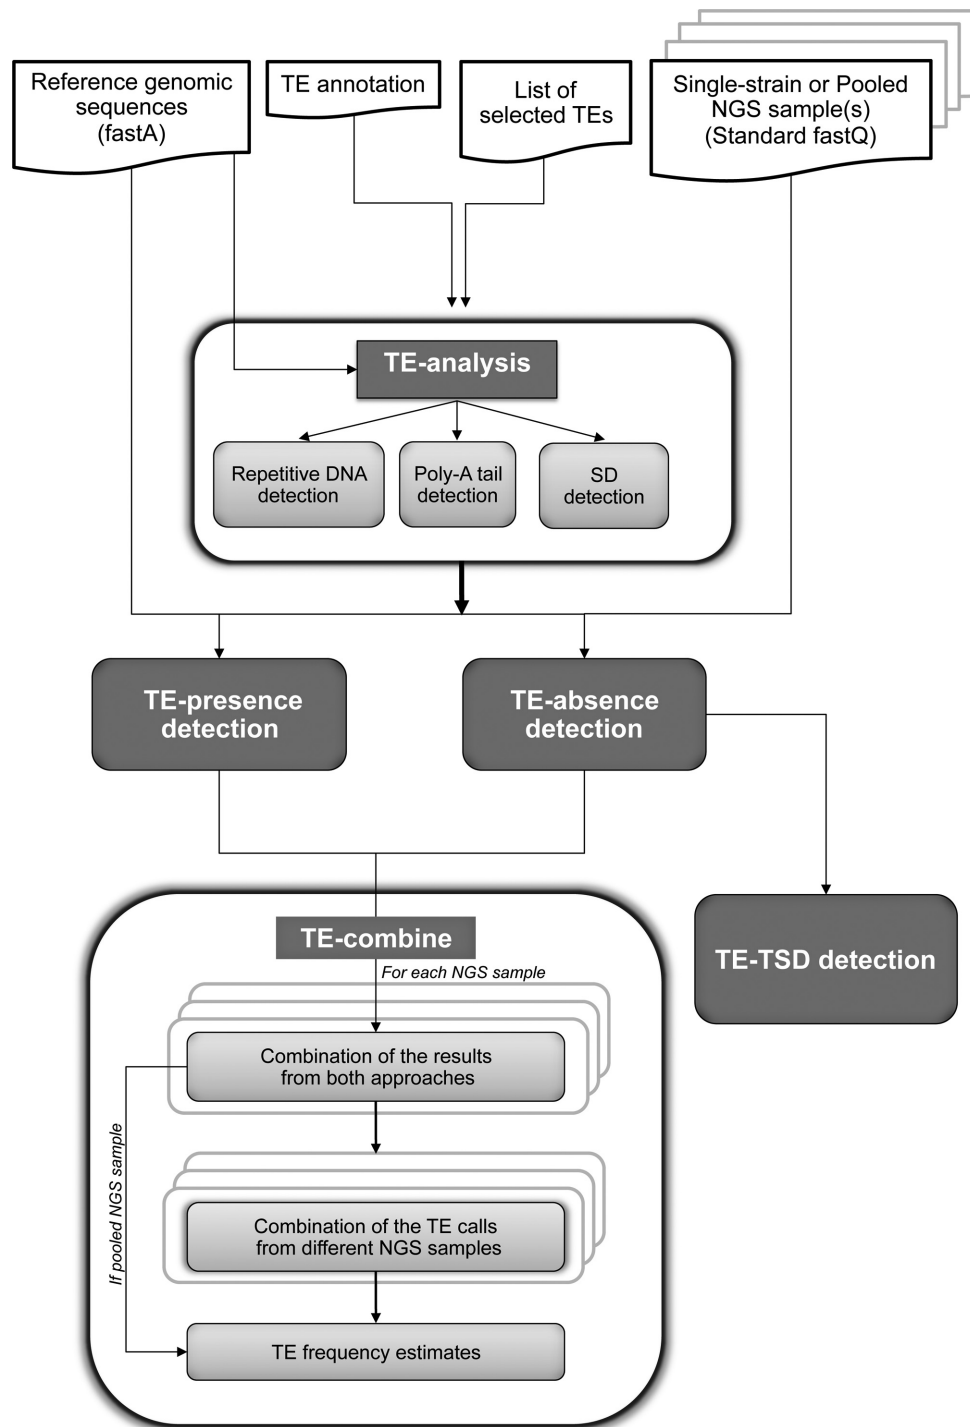 Reference genomic
sequences
(fastA)
TE annotation
List of
selected TEs
Single-strain or Pooled
NGS sample(s)
(Standard fastQ)
TE-analysis
Repetitive DNA
detection
Poly-A tail
detection
SD
detection
TE-presence
detection
TE-absence
detection
TE-TSD detection
TE-combine
For each NGS sample
Combination of the results
from both approaches
If pooled NGS sample
Combination of the TE calls
from different NGS samples
TE frequency estimates